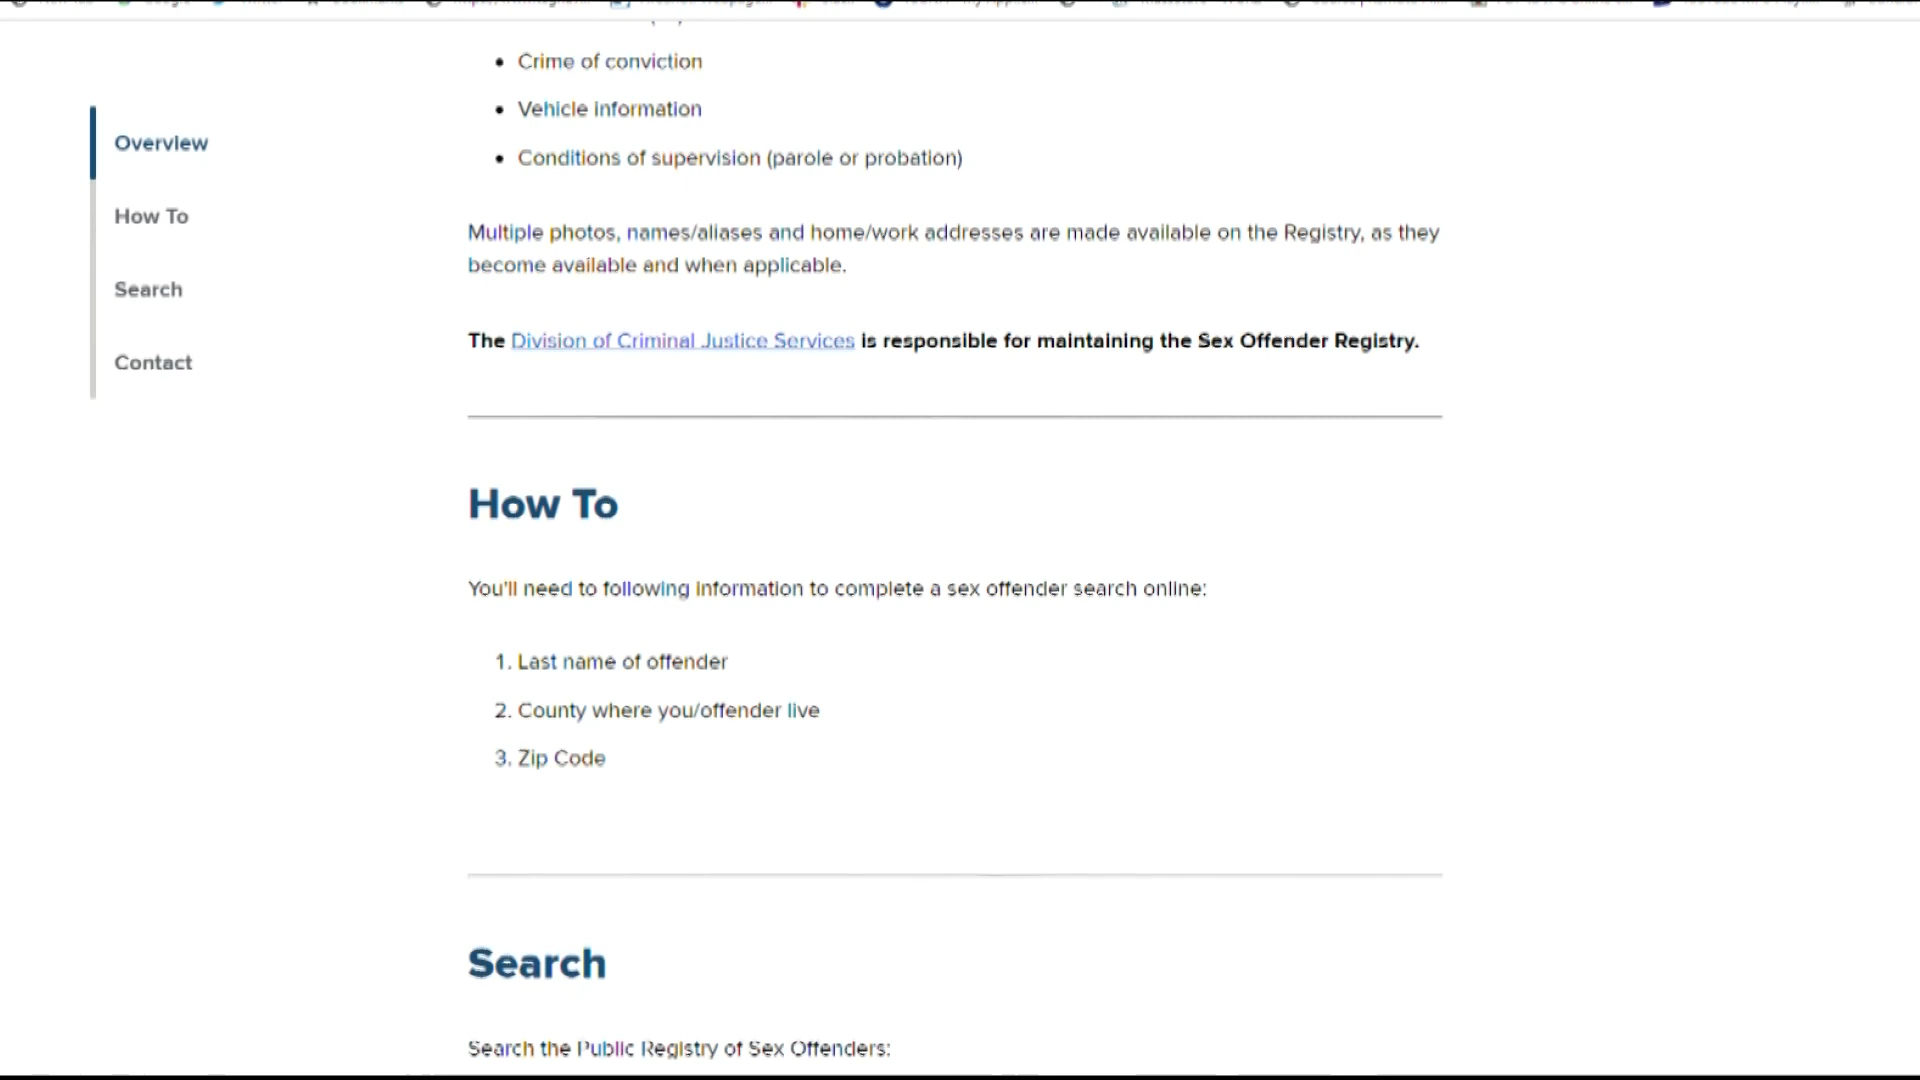 Crime of conviction
Vehicle information
Conditions of supervision (parole or probation)
Overview
How To
Search
Contact
Multiple photos, names/aliases and home/work addresses are made available on the Registry, as they
become available and when applicable.
The Division of Criminal Justice Services is responsible for maintaining the Sex Offender Registry.
How To
You'll need to following information to complete a sex offender search online:
1. Last name of offender
2. County where you/offender live
3. Zip Code
Search
Search the Public Registry of Sex Offenders: